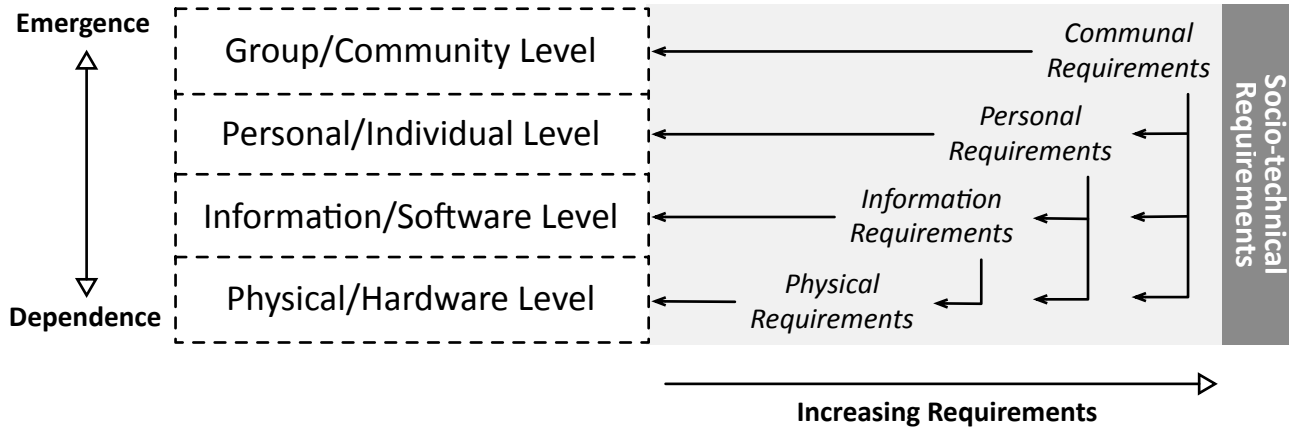 Emergence
Group/Community Level
Communal
Requirements
Personal/Individual Level
Personal
Requirements
Information/Software Level
Information
Requirements
Physical/Hardware Level
Physical
Requirements
Dependence
Socio-technical
Requirements
Increasing Requirements